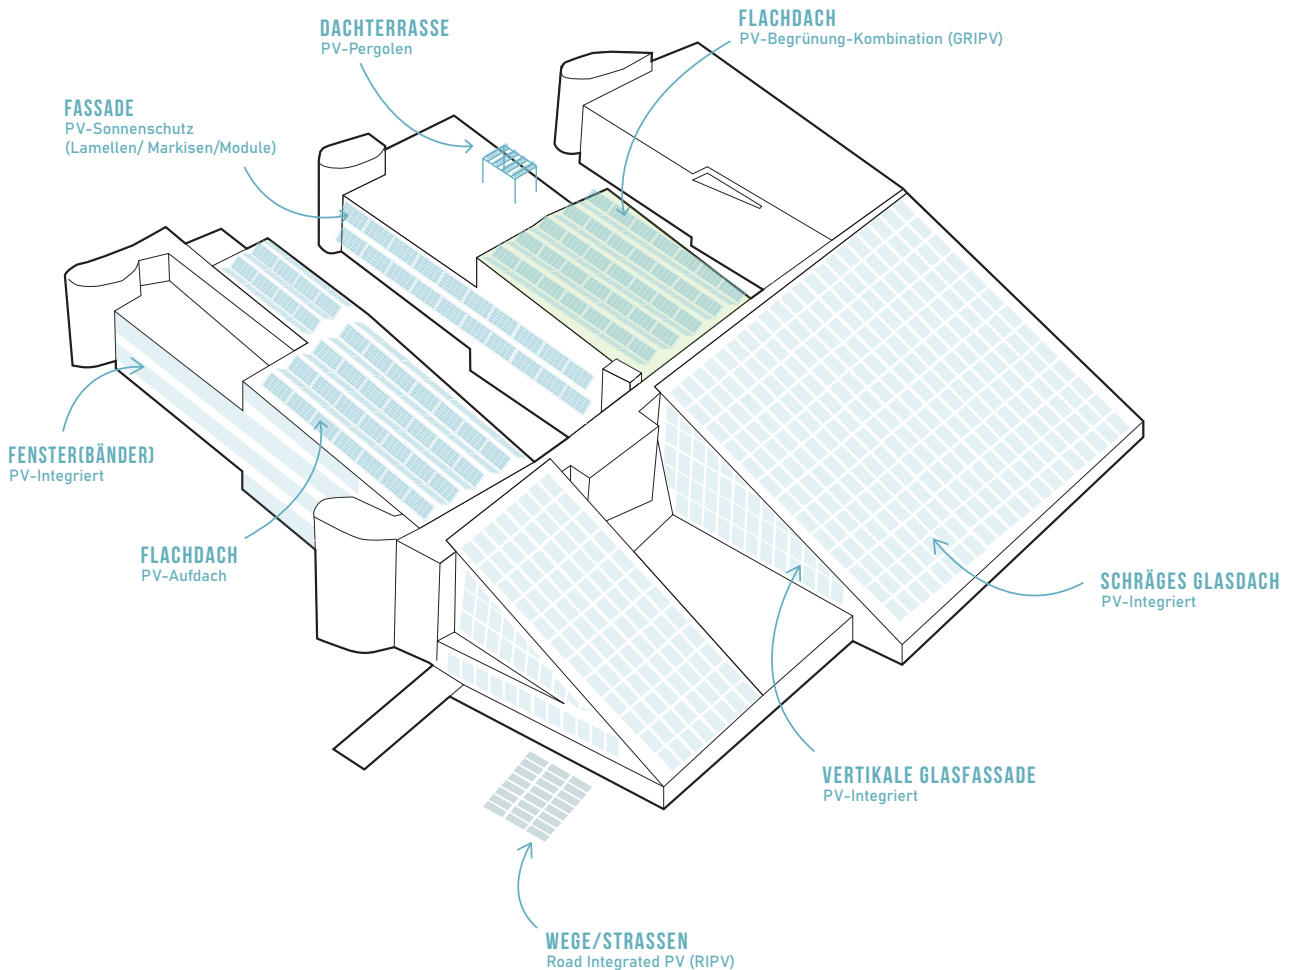 DACHTERRASSE
PV-Pergolen
FLACHDACH
PV-Begrünung-Kombination (GRIPV)
FASSADE
PV-Sonnenschutz
(Lamellen/ Markisen/Module)
FENSTER(BÄNDER)
PV-Integriert
FLACHDACH
PV-Aufdach
SCHRÄGES GLASDACH
PV-Integriert
VERTIKALE GLASFASSADE
PV-Integriert
WEGE/STRASSEN
Road Integrated PV (RIPV)